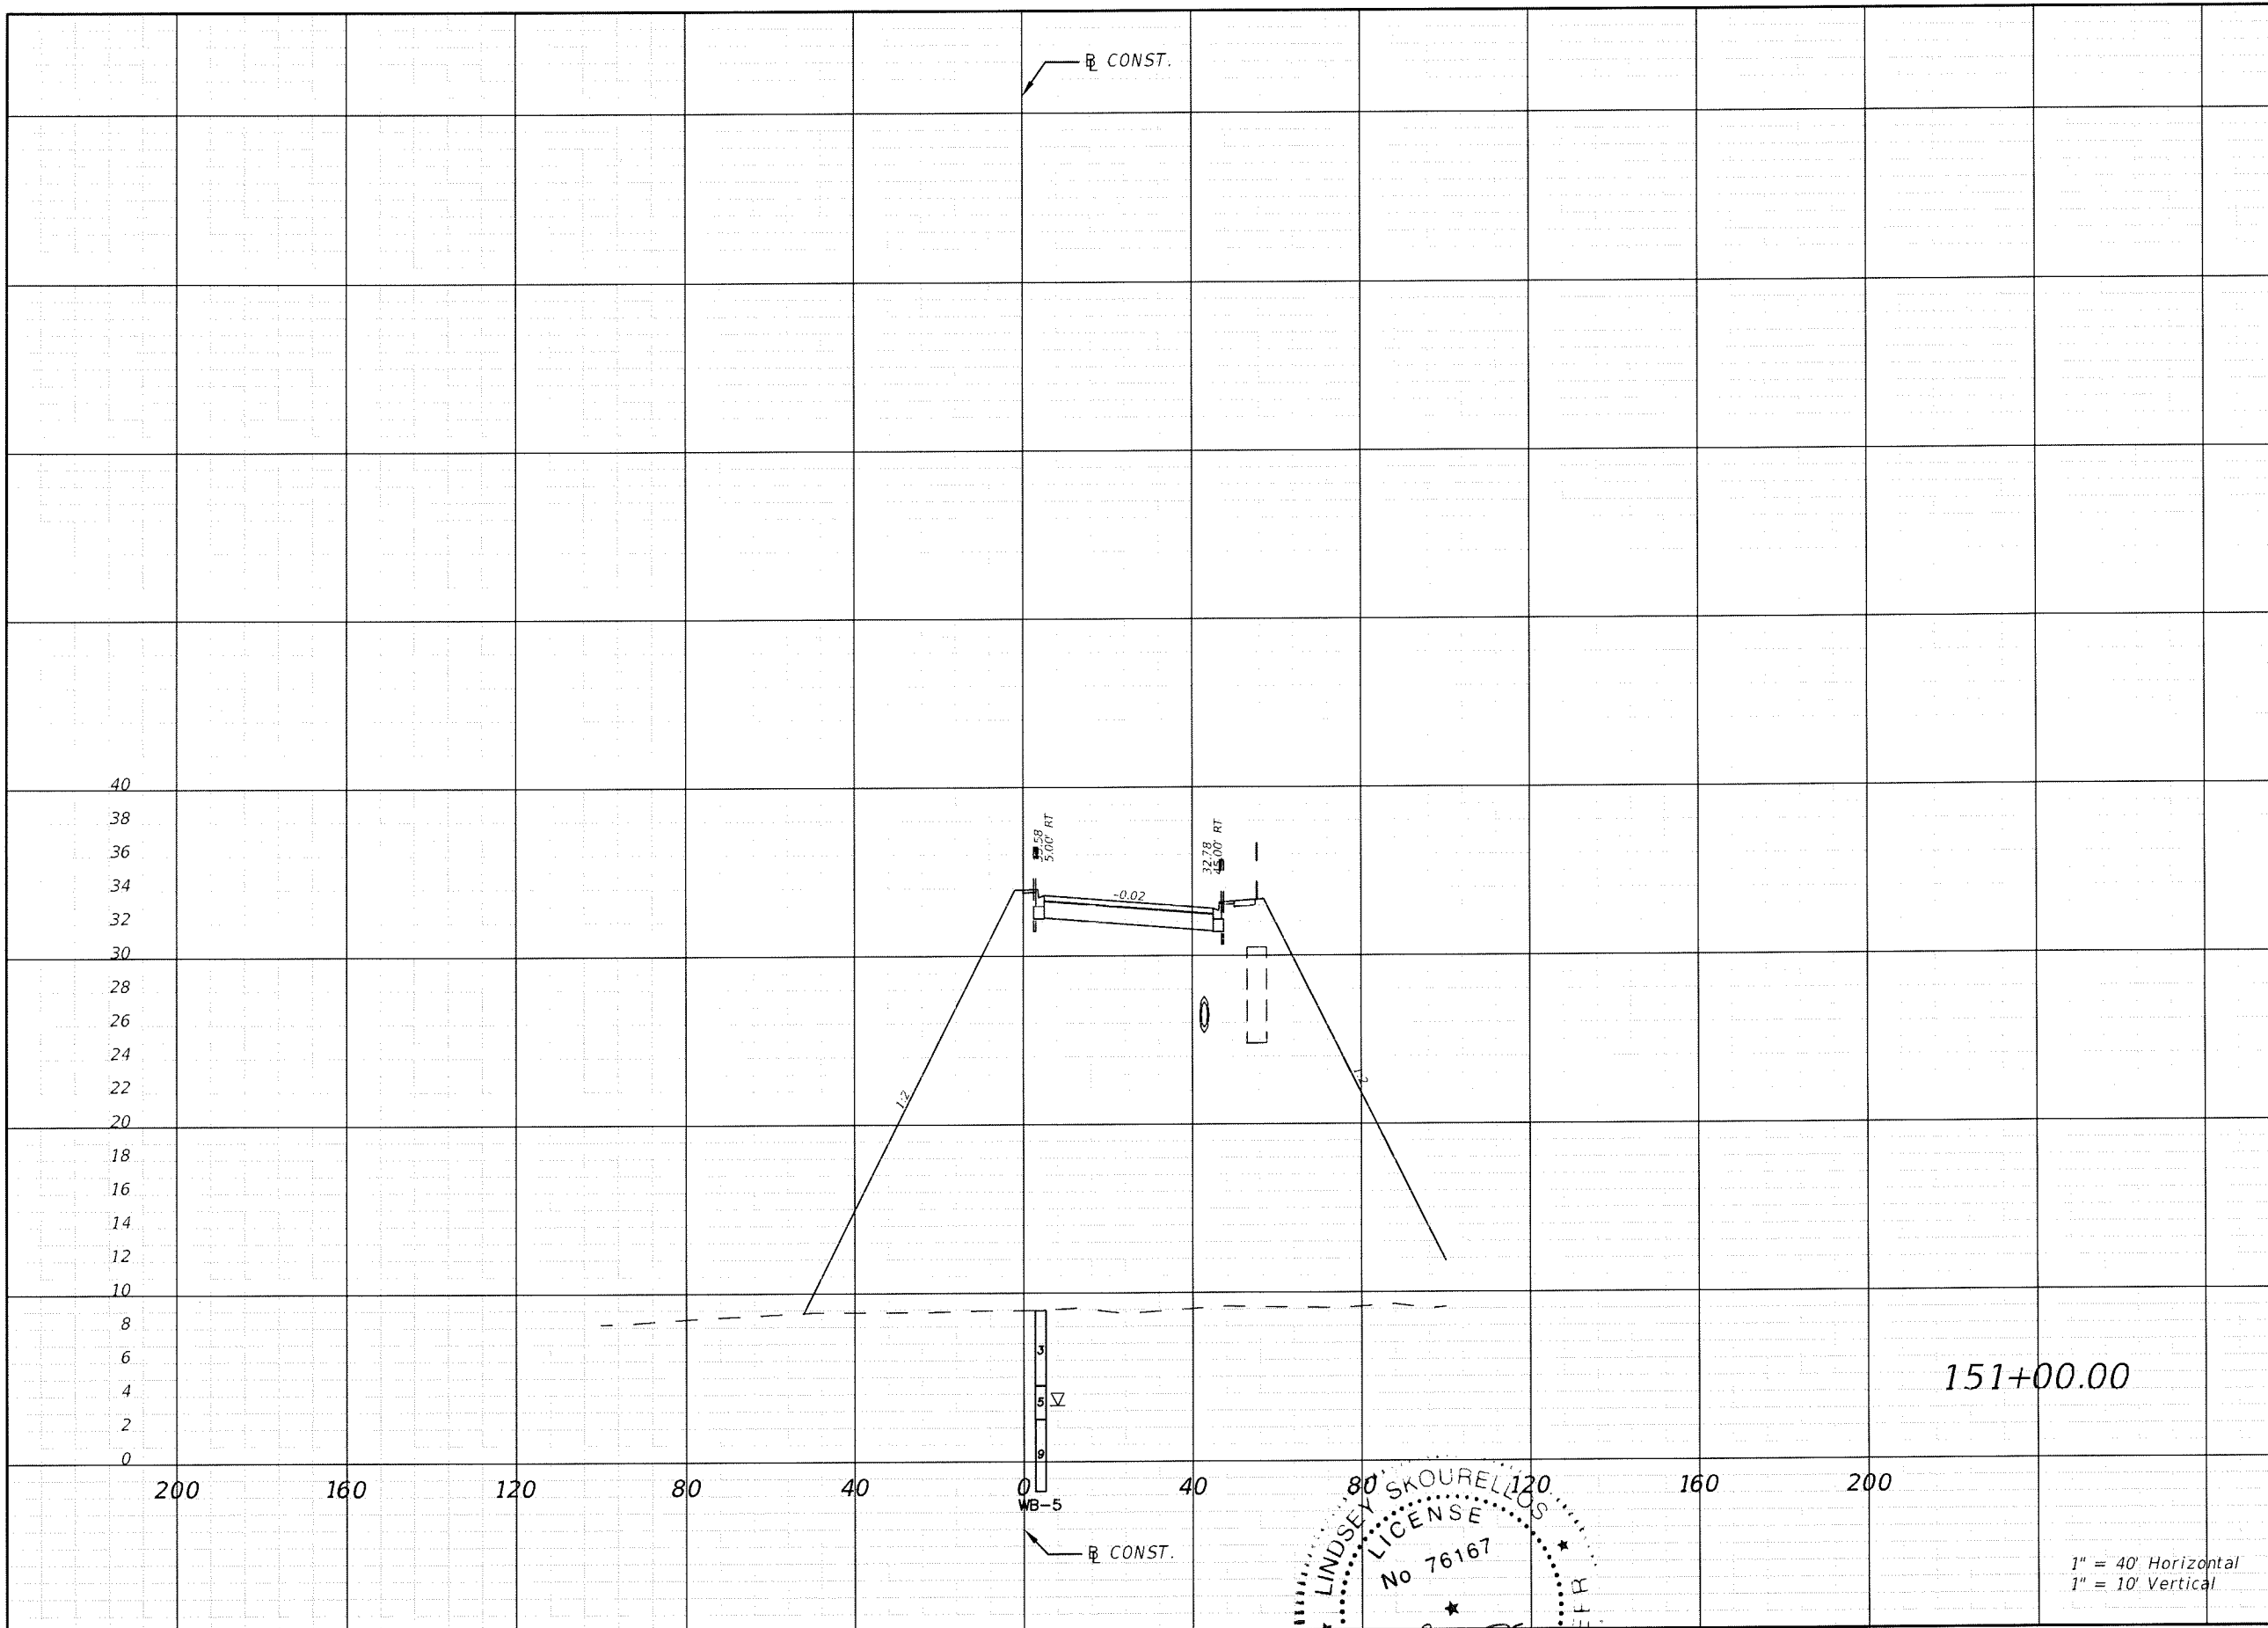 ℄ CONST.
40
38
36
34
32
30
28
26
24
22
20
18
16
14
12
10
8
6
4
2
0
33.58
5.00' RT
32.78
45.00' RT
-0.02
1:2
1:2
3
5
9
151+00.00
200 160 120 80 40 0 40 80 120 160 200
WB-5
℄ CONST.
LINDSEY SKOURELLOS
LICENSE
No 76167
1" = 40' Horizontal
1" = 10' Vertical